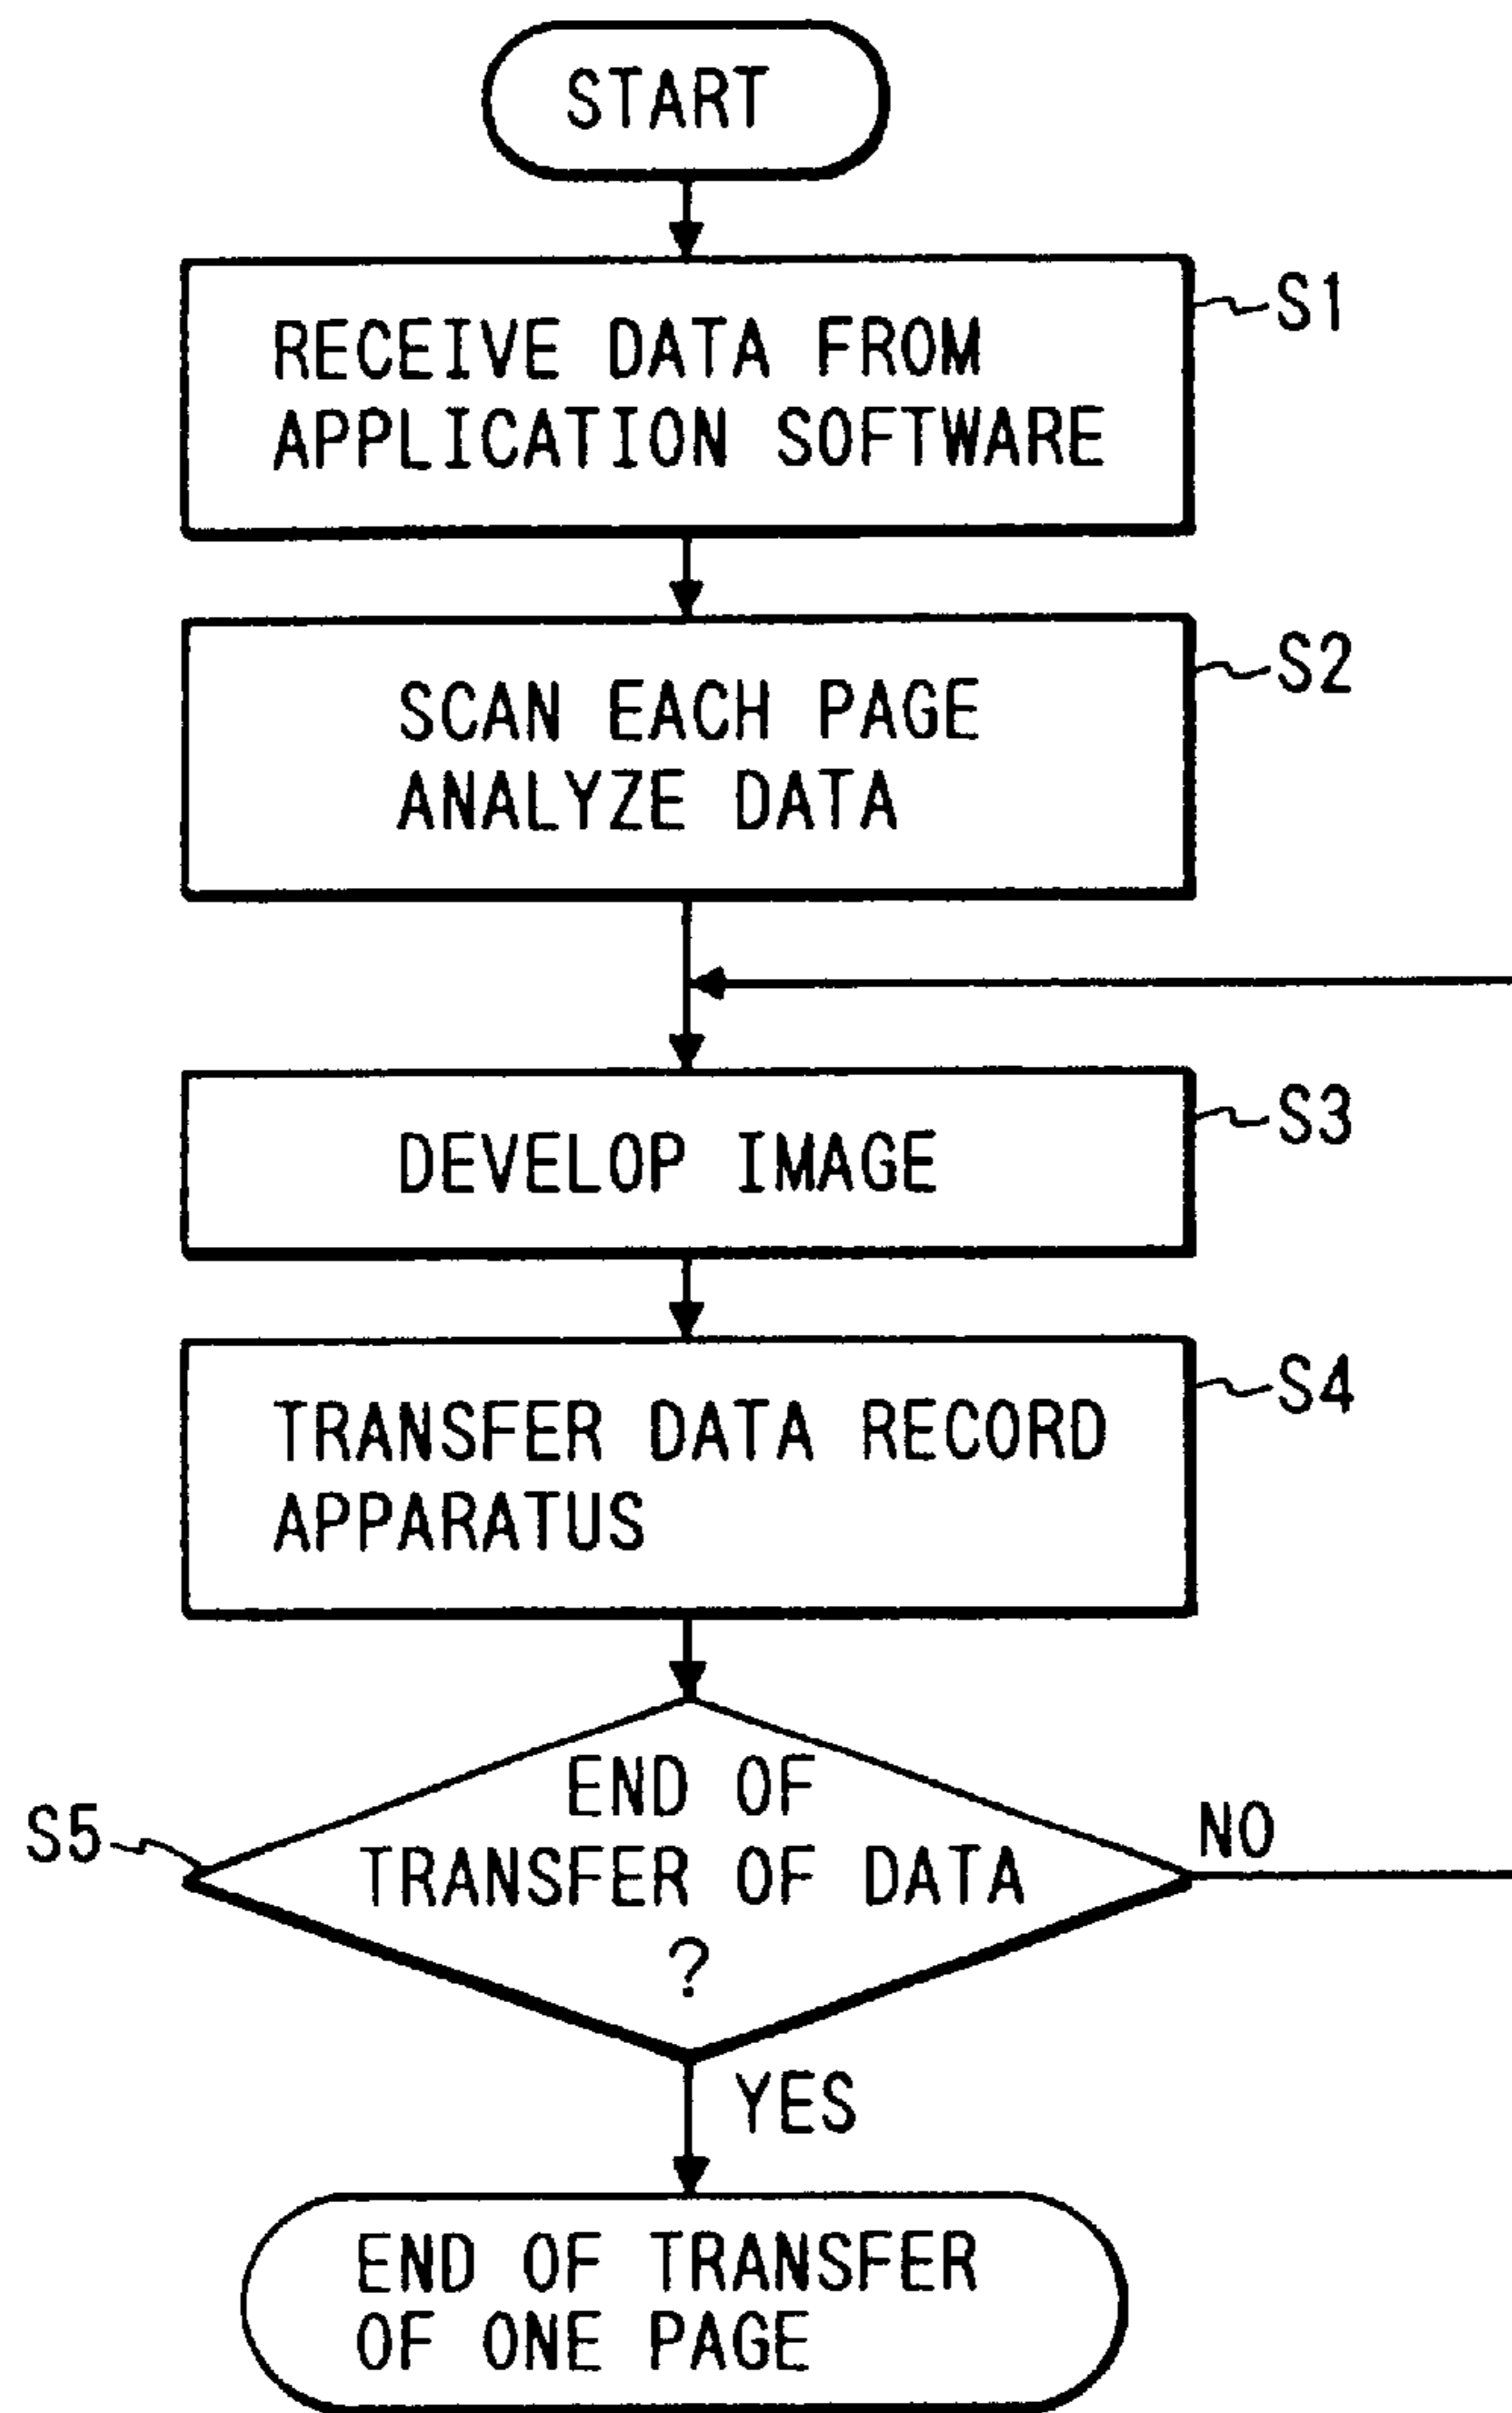 START
RECEIVE DATA FROM
APPLICATION SOFTWARE
S1
SCAN EACH PAGE
ANALYZE DATA
S2
DEVELOP IMAGE
S3
TRANSFER DATA RECORD
APPARATUS
S4
END OF
TRANSFER OF DATA
?
S5
NO
YES
END OF TRANSFER
OF ONE PAGE